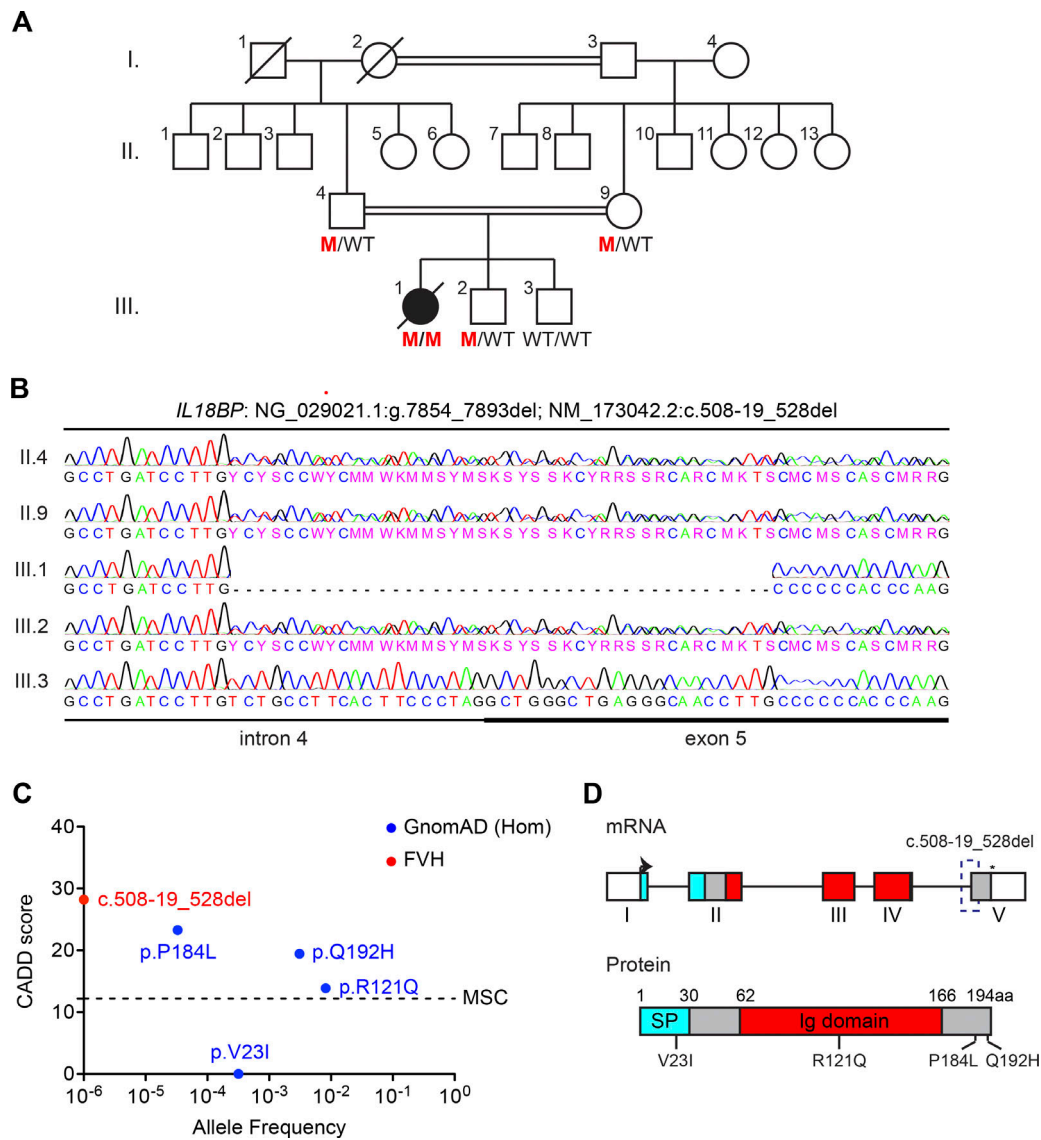 A
I.
1
2
3
4
II.
1
2
3
5
6
7
8
10
11
12
13
4
9
M/WT
M/WT
III.
1
2
3
M/M
M/WT
WT/WT
B
IL18BP: NG_029021.1:g.7854_7893del; NM_173042.2:c.508-19_528del
II.4
GCCTGATCCTTGYCYSCCWYCMMWKMMSYMSKSYSSKCYRRSSRCARCMKTSCMCMSCASCMRRG
II.9
GCCTGATCCTTGYCYSCCWYCMMWKMMSYMSKSYSSKCYRRSSRCARCMKTSCMCMSCASCMRRG
III.1
GCCTGATCCTTG----------------------------------------CCCCCCACCCAAG
III.2
GCCTGATCCTTGYCYSCCWYCMMWKMMSYMSKSYSSKCYRRSSRCARCMKTSCMCMSCASCMRRG
III.3
GCCTGATCCTTGTCTGCCTTCACTTCCCTAGGCTGGGCTGAGGGCAACCTTGCCCCCCACCCAAG
intron 4
exon 5
C
CADD score
40
30
20
10
0
GnomAD (Hom)
FVH
c.508-19_528del
p.P184L
p.Q192H
p.R121Q
MSC
p.V23I
10-6
10-5
10-4
10-3
10-2
10-1
100
Allele Frequency
D
mRNA
c.508-19_528del
*
I
II
III
IV
V
Protein
1
30
62
166
194aa
SP
Ig domain
V23I
R121Q
P184L
Q192H